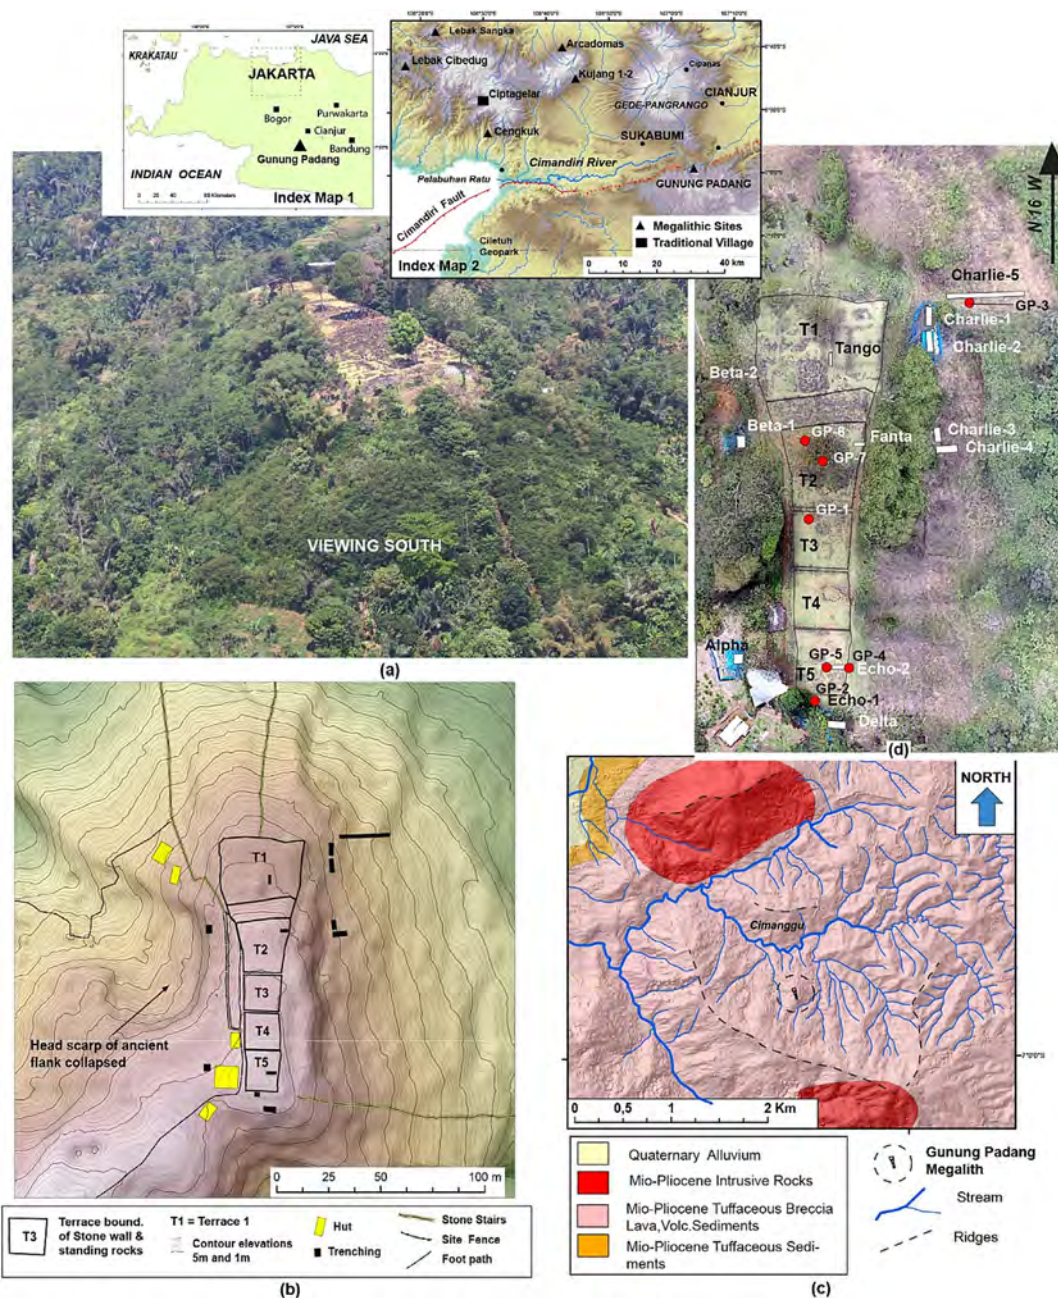 JAVA SEA
KRAKATAU
JAKARTA
Bogor
Purwakarta
Cianjur
Bandung
Gunung Padang
INDIAN OCEAN
Index Map 1
Lebak Sangka
Arcadomas
Lebak Cibedug
Kujang 1-2
Cipanas
Ciptagelar
GEDE-PANGRANGO
CIANJUR
Cengkuk
SUKABUMI
Cimandiri River
Pelabuhan Ratu
GUNUNG PADANG
Cimandiri Fault
Ciletuh
Geopark
Megalithic Sites
Traditional Village
Index Map 2
0 10 20 40 km
VIEWING SOUTH
(a)
N16°W
Charlie-5
GP-3
Charlie-1
Charlie-2
T1
Tango
Beta-2
Beta-1
GP-6
Fanta
Charlie-3
Charlie-4
GP-7
T2
GP-1
T3
T4
Alpha
GP-5
GP-4
T5
Echo-2
GP-2
Echo-1
Delta
(d)
T1
T2
T3
T4
T5
Head scarp of ancient
flank collapsed
0 25 50 100 m
T3
Terrace bound.
of Stone wall &
standing rocks
T1 = Terrace 1
Contour elevations
5m and 1m
Hut
Trenching
Stone Stairs
Site Fence
Foot path
(b)
NORTH
Cimanggu
7°0'0"S
0 0,5 1 2 Km
Quaternary Alluvium
Mio-Pliocene Intrusive Rocks
Mio-Pliocene Tuffaceous Breccia
Lava,Volc.Sediments
Mio-Pliocene Tuffaceous Sedi-
ments
Gunung Padang
Megalith
Stream
Ridges
(c)